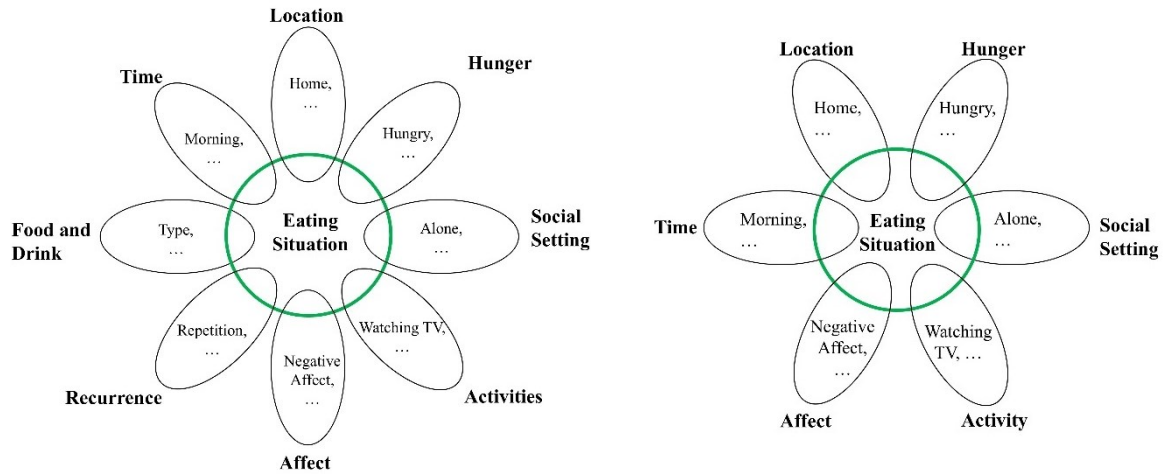 Location
Hunger
Time
Home,
…
Morning,
…
Hungry,
…
Food and
Drink
Type,
…
Eating
Situation
Alone,
…
Social
Setting
Repetition,
…
Negative
Affect,
…
Watching TV,
…
Recurrence
Activities
Affect
Location
Hunger
Home,
…
Hungry,
…
Time
Morning,
…
Eating
Situation
Alone,
…
Social
Setting
Negative
Affect,
…
Watching
TV, …
Affect
Activity